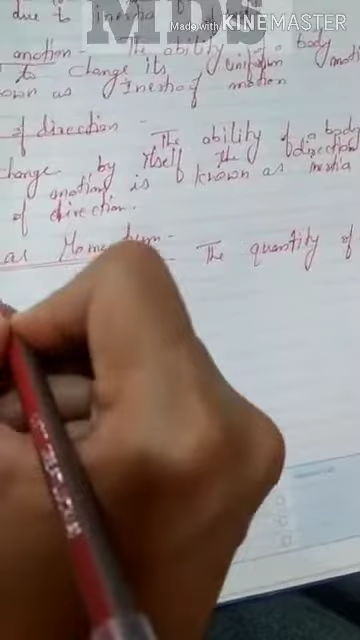 due to Inertia of
MDS
Made with KINEMASTER
motion - The ability of a body
to change its uniform motion
known as Inertia of motion
of direction - The ability of a body
change by itself the direction
motion is known as inertia
of direction.
as Momentum - The quantity of